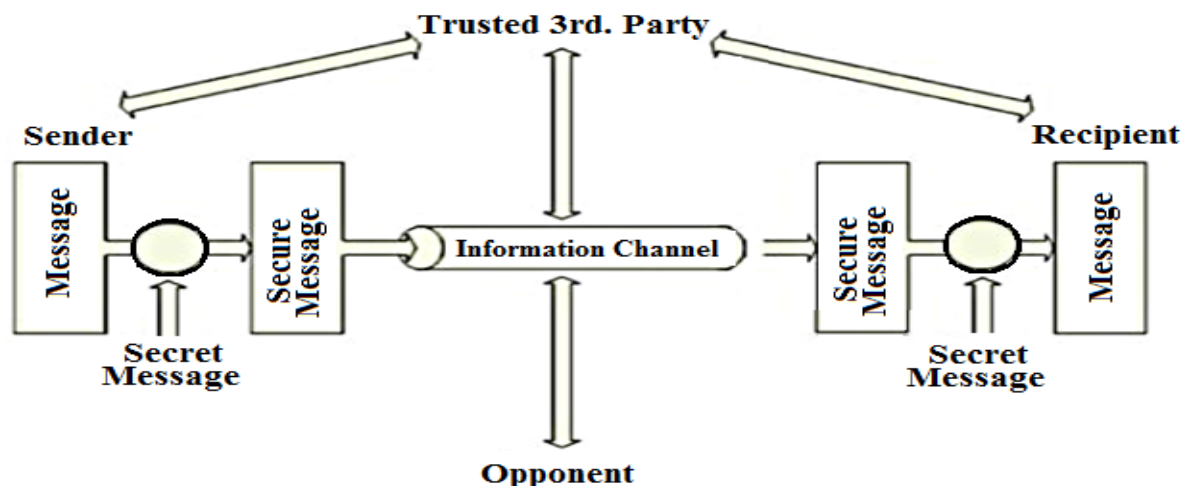 Trusted 3rd. Party
Sender
Recipient
Message
Secure
Message
Information Channel
Secure
Message
Message
Secret
Message
Secret
Message
Opponent